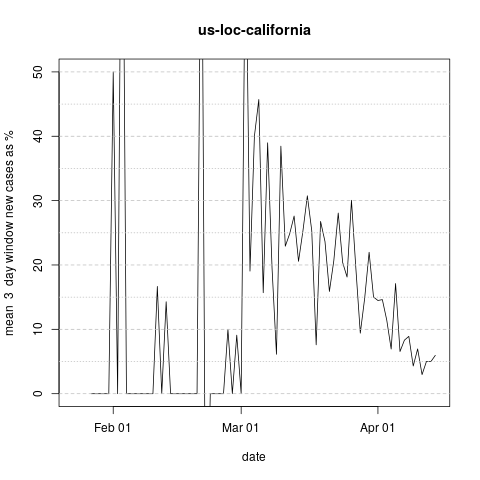 us-loc-california
mean 3 day window new cases as %
50
40
30
20
10
0
Feb 01
Mar 01
Apr 01
date